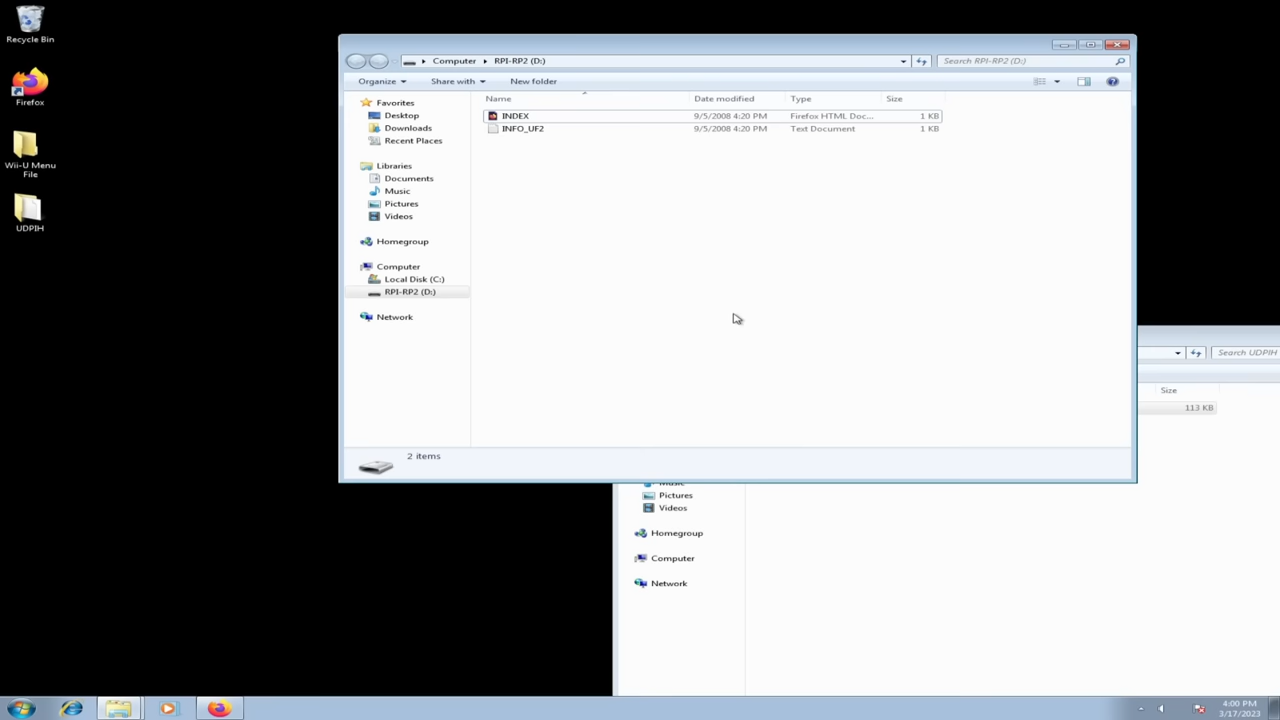 Recycle Bin
Firefox
Wii-U Menu
File
UDPIH
Computer RPI-RP2 (D:)
Search RPI-RP2 (D:)
Organize Share with New folder
Name Date modified Type Size
INDEX 9/5/2008 4:20 PM Firefox HTML Doc... 1 KB
INFO_UF2 9/5/2008 4:20 PM Text Document 1 KB
Favorites
Desktop
Downloads
Recent Places
Libraries
Documents
Music
Pictures
Videos
Homegroup
Computer
Local Disk (C:)
RPI-RP2 (D:)
Network
2 items
Search UDPIH
Size
113 KB
Music
Pictures
Videos
Homegroup
Computer
Network
4:00 PM
3/17/2023